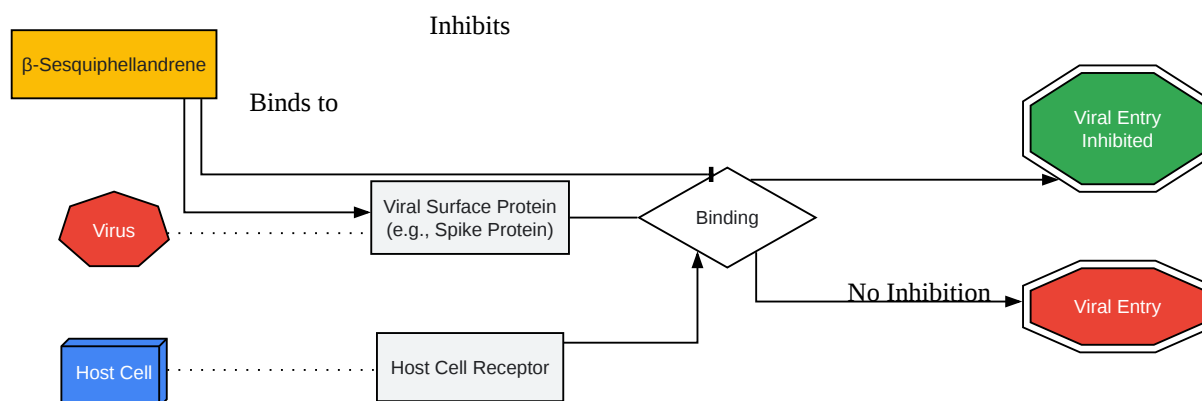 Inhibits
β-Sesquiphellandrene
Binds to
Viral Entry
Inhibited
Virus
Viral Surface Protein
(e.g., Spike Protein)
Binding
No Inhibition
Viral Entry
Host Cell
Host Cell Receptor